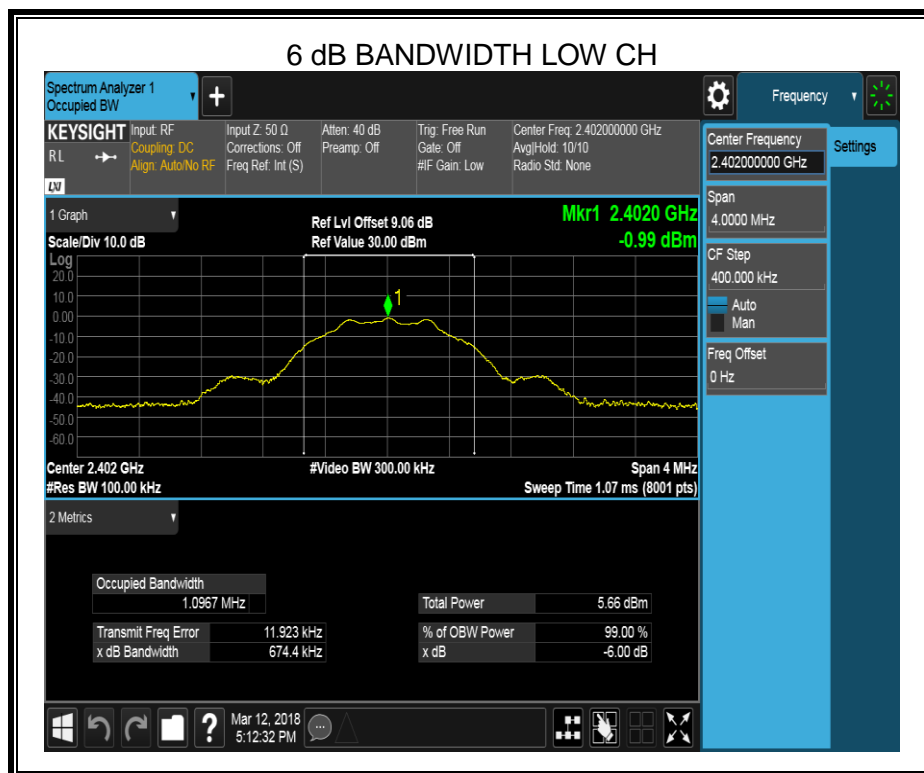 6 dB BANDWIDTH LOW CH
Spectrum Analyzer 1
Occupied BW
+
Frequency
KEYSIGHT
RL
LXI
Input: RF
Coupling: DC
Align: Auto/No RF
Input Z: 50 Ω
Corrections: Off
Freq Ref: Int (S)
Atten: 40 dB
Preamp: Off
Trig: Free Run
Gate: Off
#IF Gain: Low
Center Freq: 2.402000000 GHz
Avg|Hold: 10/10
Radio Std: None
Center Frequency
2.402000000 GHz
Settings
Span
4.0000 MHz
CF Step
400.000 kHz
Auto
Man
Freq Offset
0 Hz
1 Graph
Scale/Div 10.0 dB
Ref Lvl Offset 9.06 dB
Ref Value 30.00 dBm
Mkr1 2.4020 GHz
-0.99 dBm
Log
20.0
10.0
0.00
-10.0
-20.0
-30.0
-40.0
-50.0
-60.0
1
Center 2.402 GHz
#Res BW 100.00 kHz
#Video BW 300.00 kHz
Span 4 MHz
Sweep Time 1.07 ms (8001 pts)
2 Metrics
Occupied Bandwidth
1.0967 MHz
Total Power 5.66 dBm
Transmit Freq Error 11.923 kHz
% of OBW Power 99.00 %
x dB Bandwidth 674.4 kHz
x dB -6.00 dB
?
Mar 12, 2018
5:12:32 PM